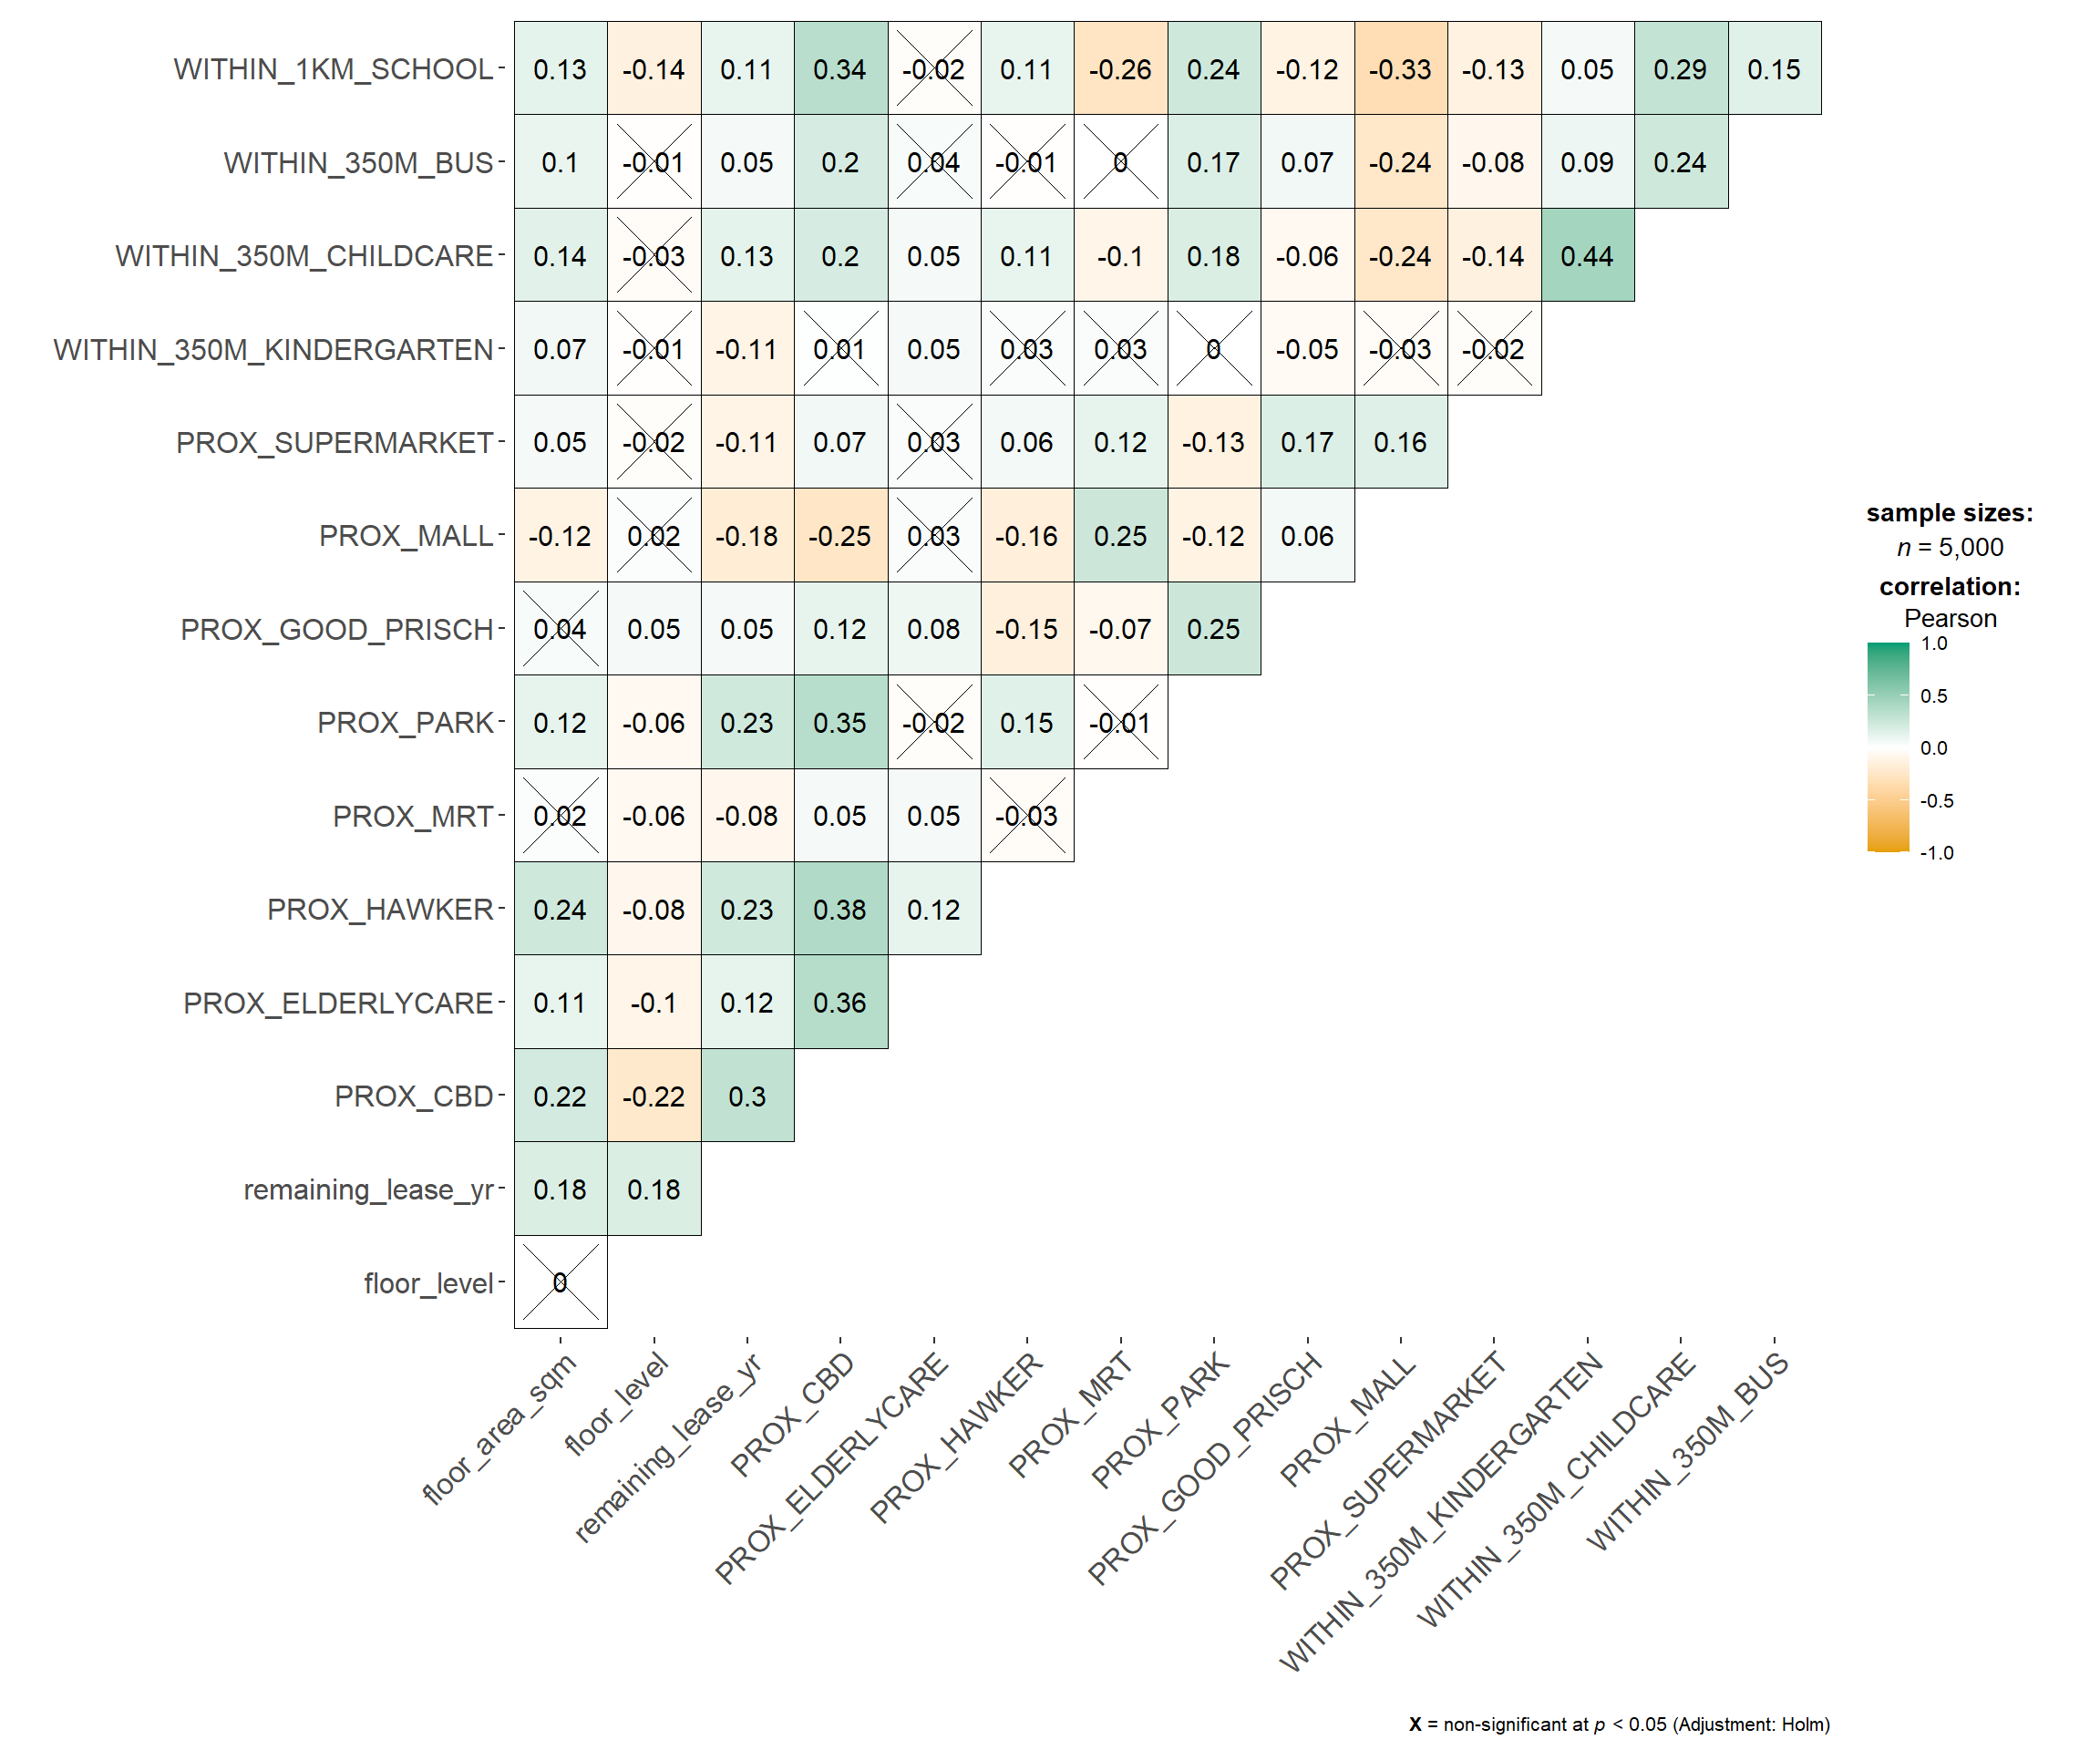 WITHIN_1KM_SCHOOL 0.13 -0.14 0.11 0.34 -0.02 0.11 -0.26 0.24 -0.12 -0.33 -0.13 0.05 0.29 0.15
WITHIN_350M_BUS 0.1 -0.01 0.05 0.2 0.04 -0.01 0 0.17 0.07 -0.24 -0.08 0.09 0.24
WITHIN_350M_CHILDCARE 0.14 -0.03 0.13 0.2 0.05 0.11 -0.1 0.18 -0.06 -0.24 -0.14 0.44
WITHIN_350M_KINDERGARTEN 0.07 -0.01 -0.11 0.01 0.05 0.03 0.03 0 -0.05 -0.03 -0.02
PROX_SUPERMARKET 0.05 -0.02 -0.11 0.07 0.03 0.06 0.12 -0.13 0.17 0.16
PROX_MALL -0.12 0.02 -0.18 -0.25 0.03 -0.16 0.25 -0.12 0.06
PROX_GOOD_PRISCH 0.04 0.05 0.05 0.12 0.08 -0.15 -0.07 0.25
PROX_PARK 0.12 -0.06 0.23 0.35 -0.02 0.15 -0.01
PROX_MRT 0.02 -0.06 -0.08 0.05 0.05 -0.03
PROX_HAWKER 0.24 -0.08 0.23 0.38 0.12
PROX_ELDERLYCARE 0.11 -0.1 0.12 0.36
PROX_CBD 0.22 -0.22 0.3
remaining_lease_yr 0.18 0.18
floor_level 0
floor_area_sqm
floor_level
remaining_lease_yr
PROX_CBD
PROX_ELDERLYCARE
PROX_HAWKER
PROX_MRT
PROX_PARK
PROX_GOOD_PRISCH
PROX_MALL
PROX_SUPERMARKET
WITHIN_350M_KINDERGARTEN
WITHIN_350M_CHILDCARE
WITHIN_350M_BUS
sample sizes:
n = 5,000
correlation:
Pearson
1.0
0.5
0.0
-0.5
-1.0
X = non-significant at p < 0.05 (Adjustment: Holm)